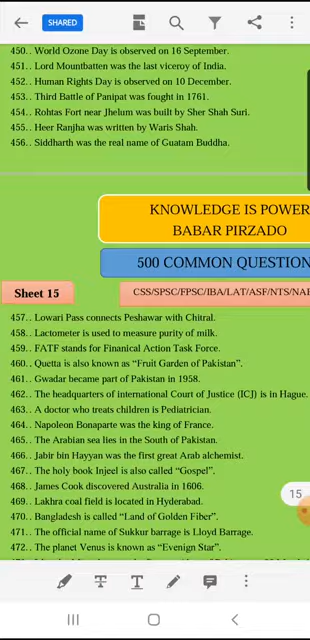 SHARED
450. . World Ozone Day is observed on 16 September.
451. . Lord Mountbatten was the last viceroy of India.
452. . Human Rights Day is observed on 10 December.
453. . Third Battle of Panipat was fought in 1761.
454. . Rohtas Fort near Jhelum was built by Sher Shah Suri.
455. . Heer Ranjha was written by Waris Shah.
456. . Siddharth was the real name of Guatam Buddha.
KNOWLEDGE IS POWER
BABAR PIRZADO
500 COMMON QUESTION
Sheet 15
CSS/SPSC/FPSC/IBA/LAT/ASF/NTS/NAB
457. . Lowari Pass connects Peshawar with Chitral.
458. . Lactometer is used to measure purity of milk.
459. . FATF stands for Finanical Action Task Force.
460. . Quetta is also known as “Fruit Garden of Pakistan”.
461. . Gwadar became part of Pakistan in 1958.
462. . The headquarters of international Court of Justice (ICJ) is in Hague.
463. . A doctor who treats children is Pediatrician.
464. . Napoleon Bonaparte was the king of France.
465. . The Arabian sea lies in the South of Pakistan.
466. . Jabir bin Hayyan was the first great Arab alchemist.
467. . The holy book Injeel is also called “Gospel”.
468. . James Cook discovered Australia in 1606.
469. . Lakhra coal field is located in Hyderabad.
15
470. . Bangladesh is called “Land of Golden Fiber”.
471. . The official name of Sukkur barrage is Lloyd Barrage.
472. . The planet Venus is known as “Evenign Star”.